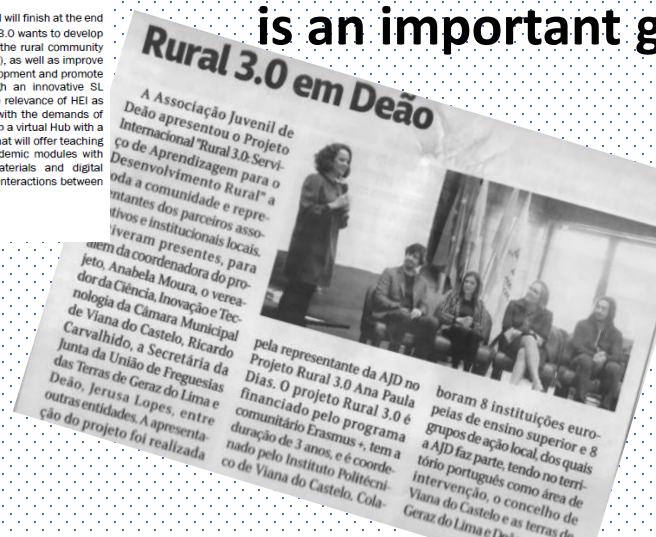 will finish at the end
3.0 wants to develop
the rural community
), as well as improve
opment and promote
gh an innovative SL
relevance of HEI as
with the demands of
a virtual Hub with a
hat will offer teaching
demic modules with
aterials and digital
interactions between
is an important g
Rural 3.0 em Deão
A Associação Juvenil de
Deão apresentou o Projeto
Internacional "Rural 3.0: Servi-
ço de Aprendizagem para o
Desenvolvimento Rural" a
oda a comunidade e repre-
ntantes dos parceiros asso-
tivos e institucionais locais.
iveram presentes, para
além da coordenadora do pro-
jeto, Anabela Moura, o verea-
dor da Ciência, Inovação e Tec-
nologia da Câmara Municipal
de Viana do Castelo, Ricardo
Carvalhido, a Secretária da
Junta da União de Freguesias
das Terras de Geraz do Lima e
Deão, Jerusa Lopes, entre
outras entidades. A apresenta-
ção do projeto foi realizada
pela representante da AJD no
Projeto Rural 3.0 Ana Paula
Dias. O projeto Rural 3.0 é
financiado pelo programa
comunitário Erasmus +, tem a
duração de 3 anos, e é coorde-
nado pelo Instituto Politécni-
co de Viana do Castelo. Cola-
boram 8 instituições euro-
peias de ensino superior e 8
grupos de ação local, dos quais
a AJD faz parte, tendo no terri-
tório português como área de
intervenção, o concelho de
Viana do Castelo e as terras de
Geraz do Lima e